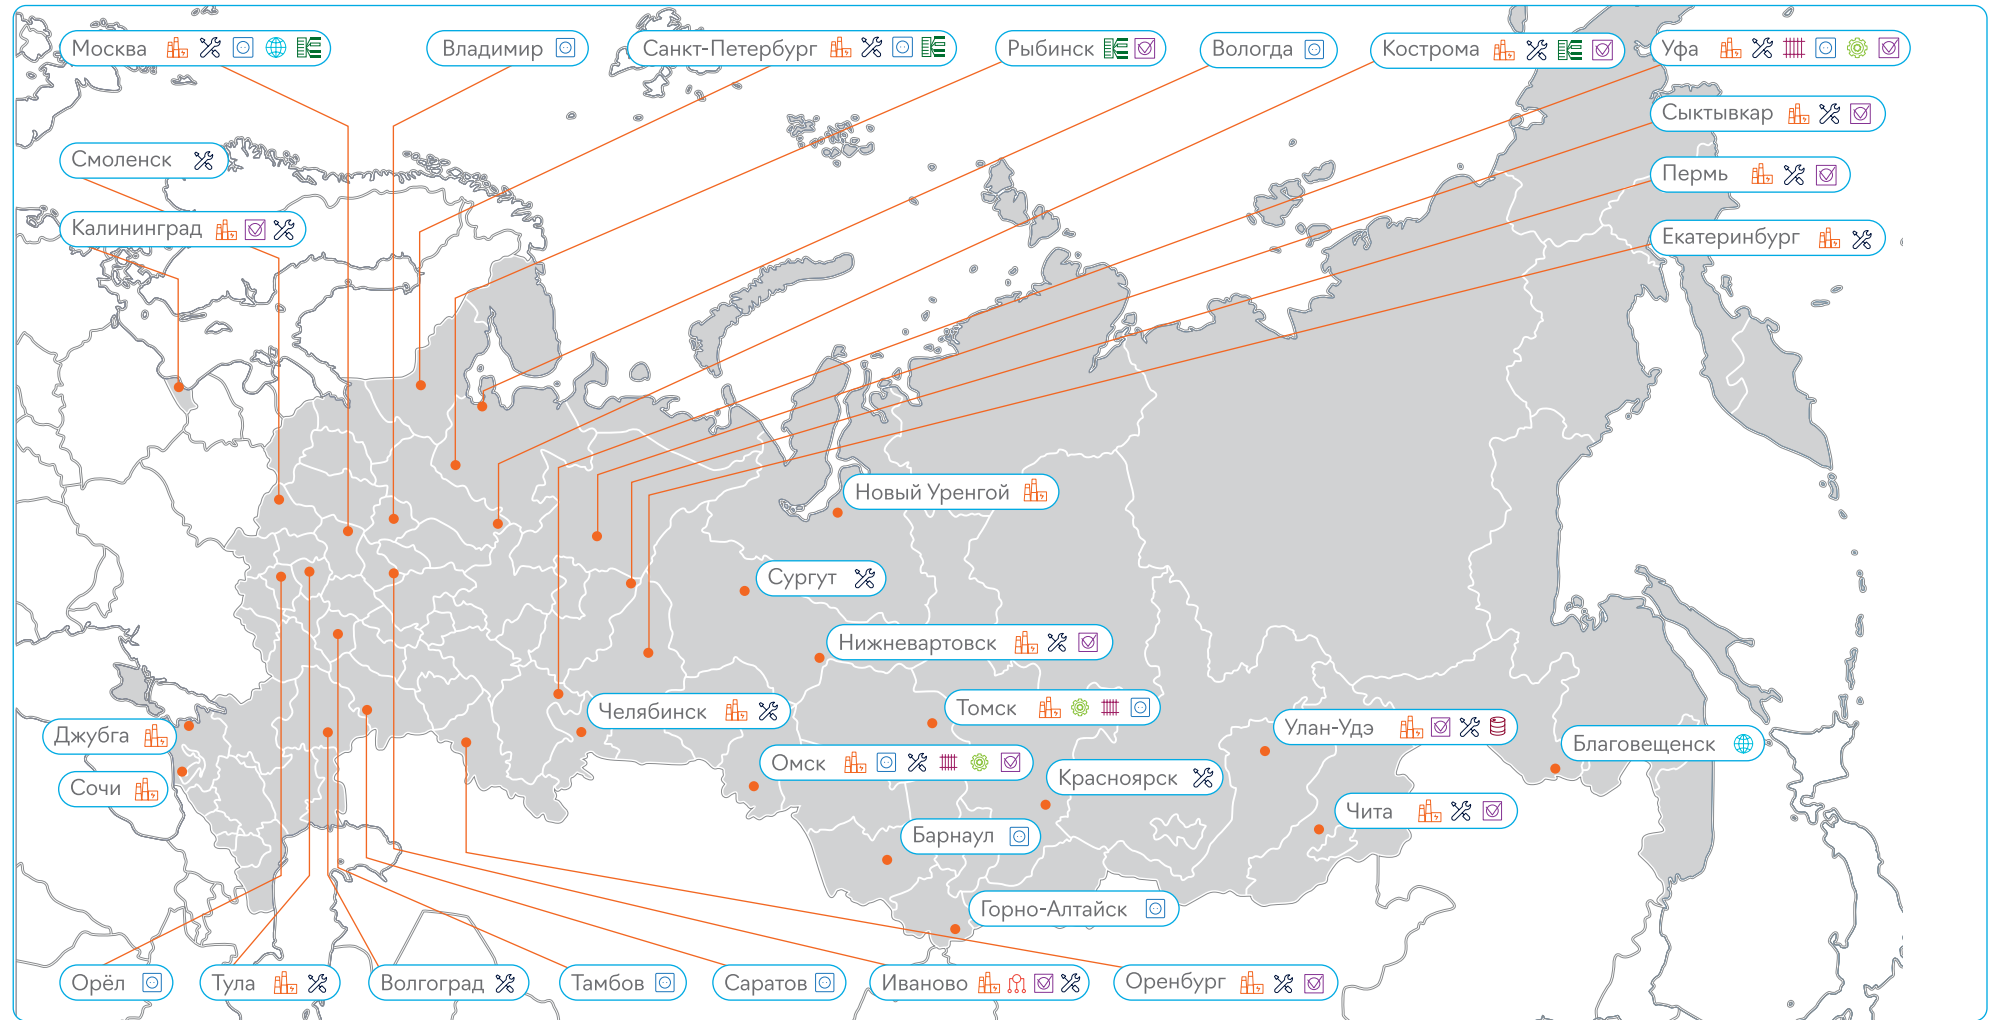 Москва
Владимир
Санкт-Петербург
Рыбинск
Вологда
Кострома
Уфа
Сыктывкар
Смоленск
Пермь
Калининград
Екатеринбург
Новый Уренгой
Сургут
Нижневартовск
Челябинск
Томск
Улан-Удэ
Джубга
Благовещенск
Омск
Красноярск
Сочи
Чита
Барнаул
Горно-Алтайск
Орёл
Тула
Волгоград
Тамбов
Саратов
Иваново
Оренбург